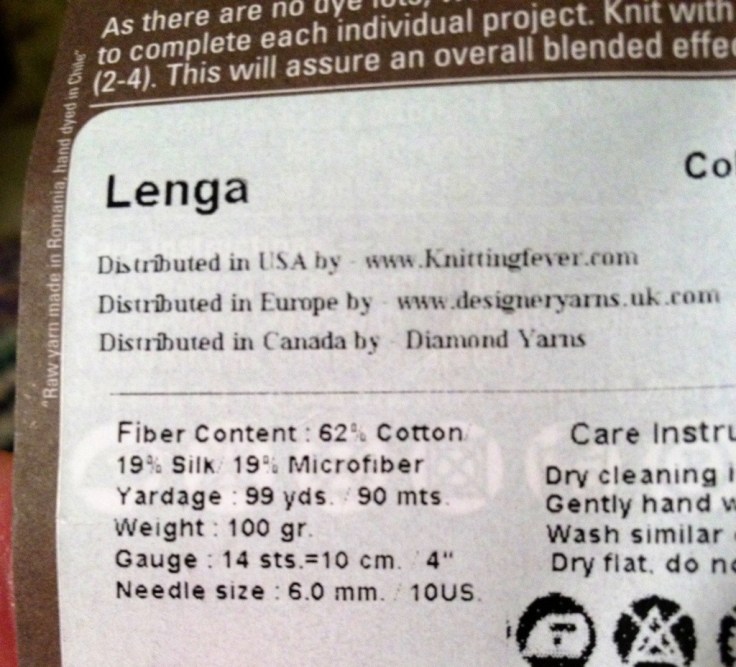 As there are no dye lots,
to complete each individual project. Knit with
(2-4). This will assure an overall blended
"Raw yarn made in Romania, hand dyed in Chile"
Lenga
Distributed in USA by - www.Knittingfever.com
Distributed in Europe by - www.designeryarns.uk.com
Distributed in Canada by - Diamond Yarns
Fiber Content : 62% Cotton/
19% Silk/ 19% Microfiber
Yardage : 99 yds. / 90 mts.
Weight : 100 gr.
Gauge : 14 sts.=10 cm. / 4"
Needle size : 6.0 mm. / 10US.
Care
Dry cleaning
Gently hand
Wash similar
Dry flat, do